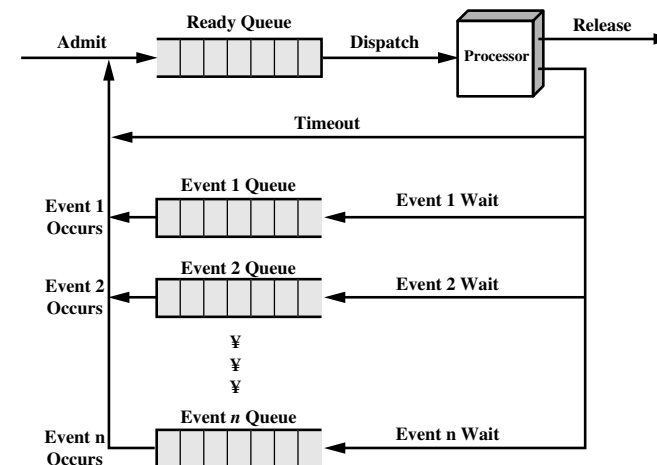 Ready Queue
Admit
Dispatch
Processor
Release
Timeout
Event 1 Queue
Event 1
Occurs
Event 1 Wait
Event 2 Queue
Event 2
Occurs
Event 2 Wait
¥
¥
¥
Event n Queue
Event n
Occurs
Event n Wait